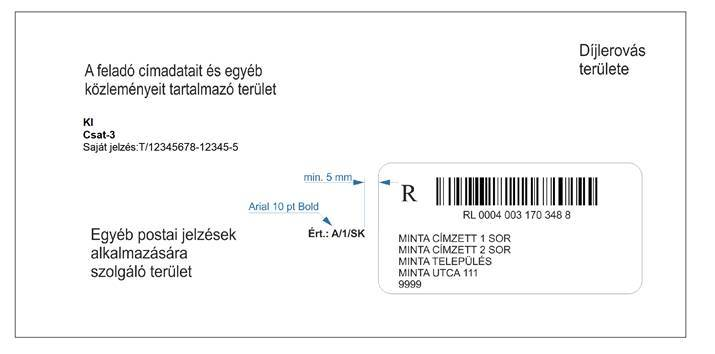 Díjlerovás
területe
A feladó címadatait és egyéb
közleményeit tartalmazó terület
KI
Csat-3
Saját jelzés:T/12345678-12345-5
min. 5 mm
R
RL 0004 003 170 348 8
Arial 10 pt Bold
Ért.: A/1/SK
Egyéb postai jelzések
alkalmazására
szolgáló terület
MINTA CÍMZETT 1 SOR
MINTA CÍMZETT 2 SOR
MINTA TELEPÜLÉS
MINTA UTCA 111
9999